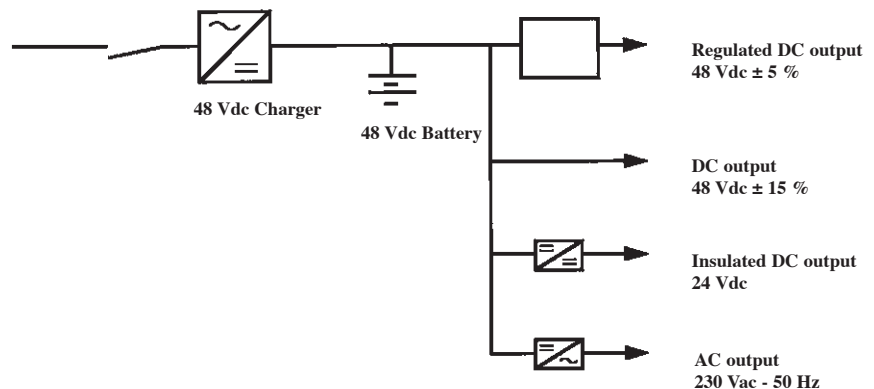 48 Vdc Charger
48 Vdc Battery
Regulated DC output
48 Vdc ± 5 %
DC output
48 Vdc ± 15 %
Insulated DC output
24 Vdc
AC output
230 Vac - 50 Hz